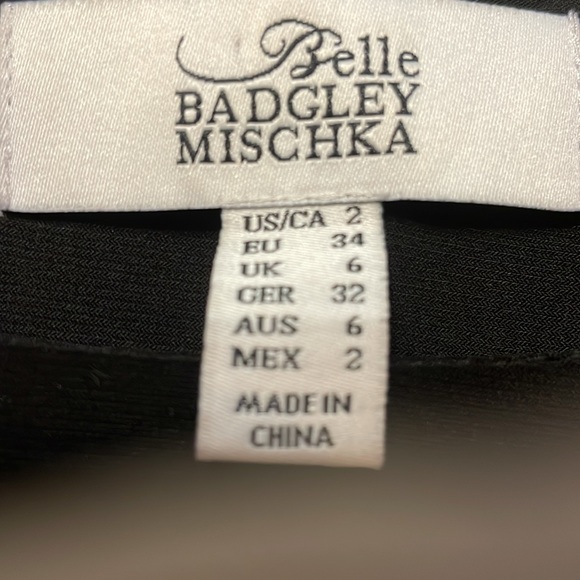 Belle
BADGLEY
MISCHKA
US/CA 2
EU 34
UK 6
GER 32
AUS 6
MEX 2
MADE IN
CHINA